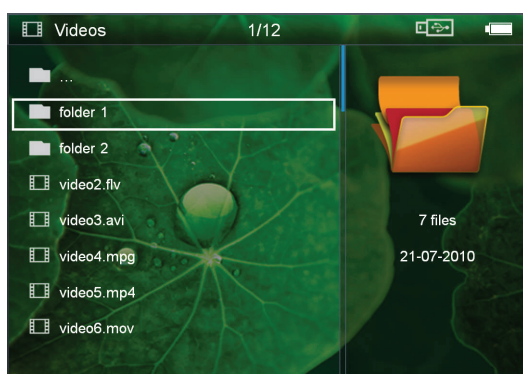 Videos 1/12
...
folder 1
folder 2
video2.flv
video3.avi
video4.mpg
video5.mp4
video6.mov
7 files
21-07-2010